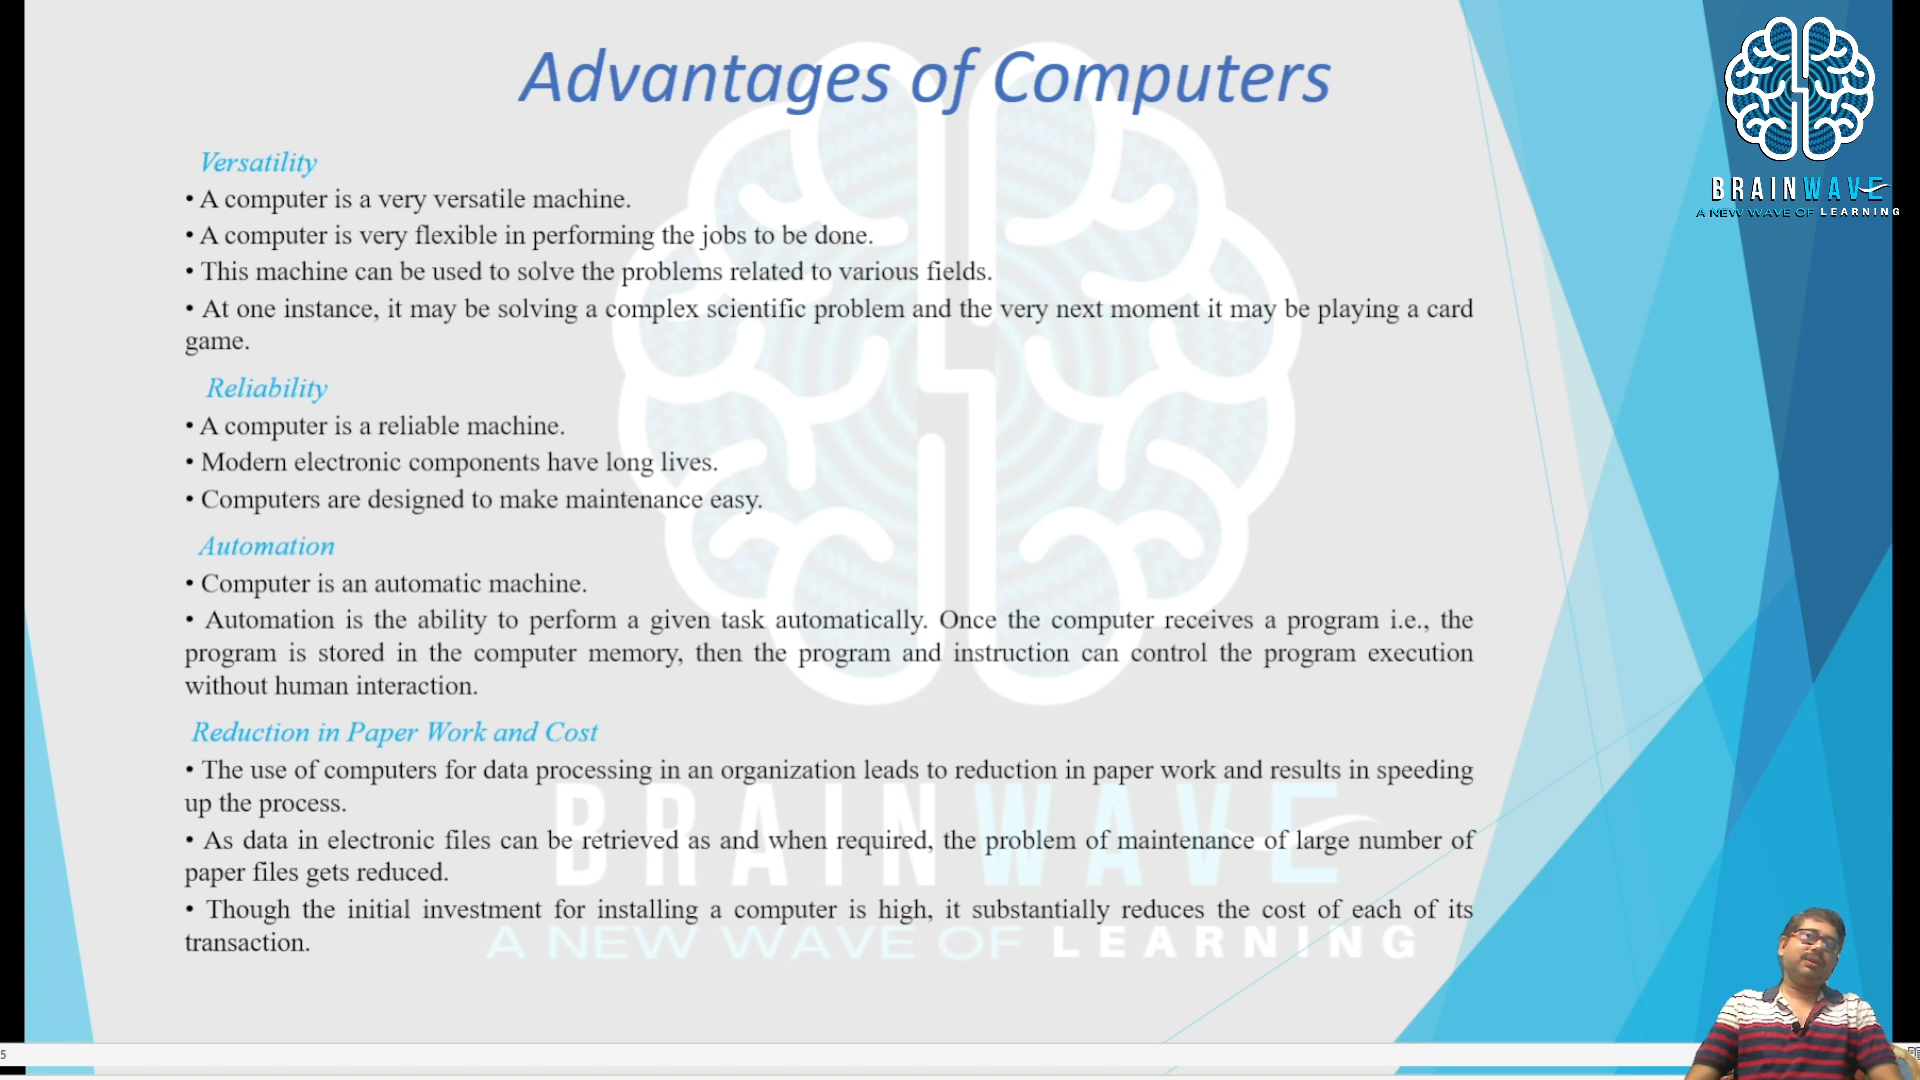 Advantages of Computers
Versatility
• A computer is a very versatile machine.
• A computer is very flexible in performing the jobs to be done.
• This machine can be used to solve the problems related to various fields.
• At one instance, it may be solving a complex scientific problem and the very next moment it may be playing a card
game.
Reliability
• A computer is a reliable machine.
• Modern electronic components have long lives.
• Computers are designed to make maintenance easy.
Automation
• Computer is an automatic machine.
• Automation is the ability to perform a given task automatically. Once the computer receives a program i.e., the
program is stored in the computer memory, then the program and instruction can control the program execution
without human interaction.
Reduction in Paper Work and Cost
• The use of computers for data processing in an organization leads to reduction in paper work and results in speeding
up the process.
• As data in electronic files can be retrieved as and when required, the problem of maintenance of large number of
paper files gets reduced.
• Though the initial investment for installing a computer is high, it substantially reduces the cost of each of its
transaction.
BRAINWAVE
A NEW WAVE OF LEARNING
BRAINWAVE
A NEW WAVE OF LEARNING
5